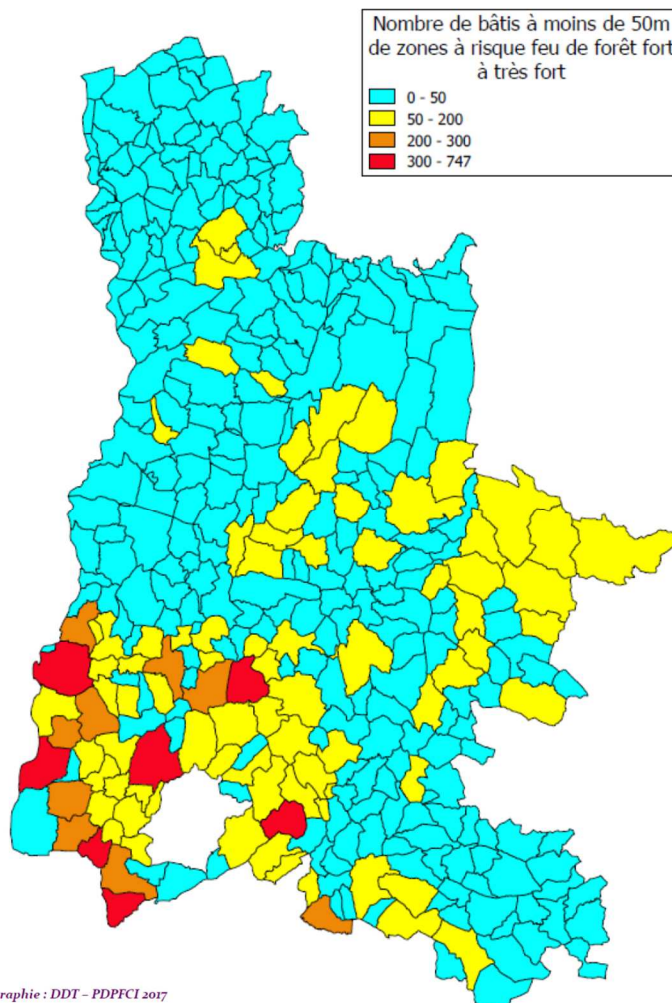 Nombre de bâtis à moins de 50m
de zones à risque feu de forêt fort
à très fort
0 - 50
50 - 200
200 - 300
300 - 747
raphie : DDT – PDPFCI 2017